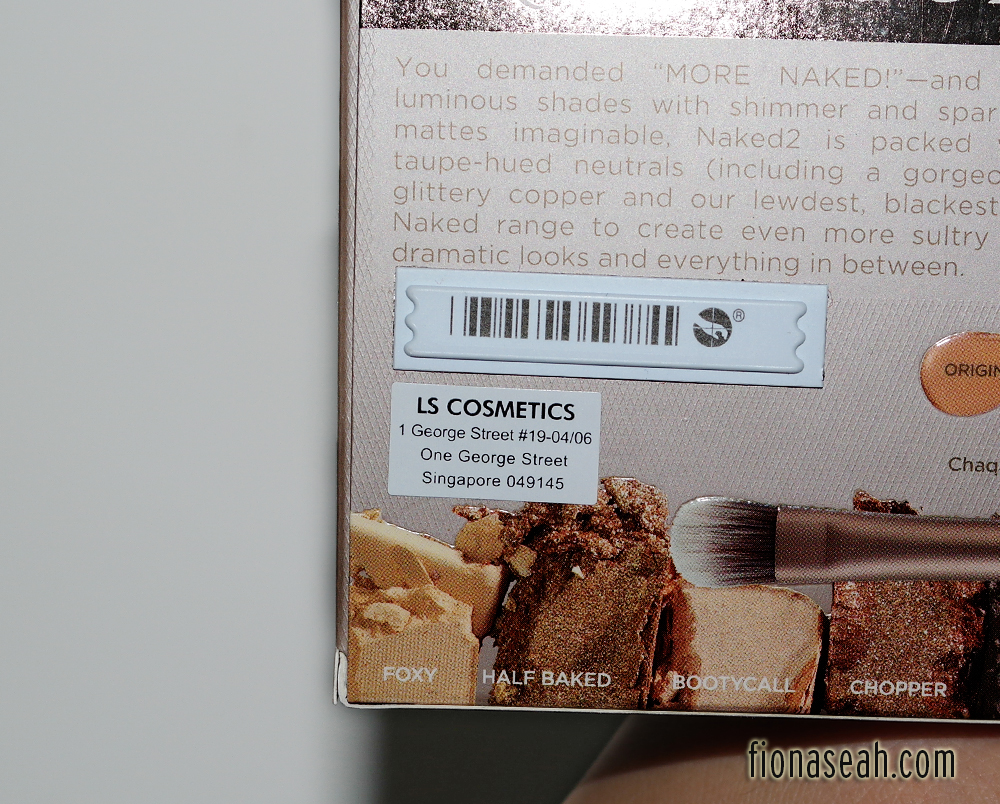 You demanded “MORE NAKED!”—and
luminous shades with shimmer and spar
mattes imaginable, Naked2 is packed
taupe-hued neutrals (including a gorgeo
glittery copper and our lewdest, blackest
Naked range to create even more sultry
dramatic looks and everything in between.
®
ORIGIN
LS COSMETICS
1 George Street #19-04/06
One George Street
Singapore 049145
Chaq
FOXY
HALF BAKED
BOOTYCALL
CHOPPER
fionaseah.com